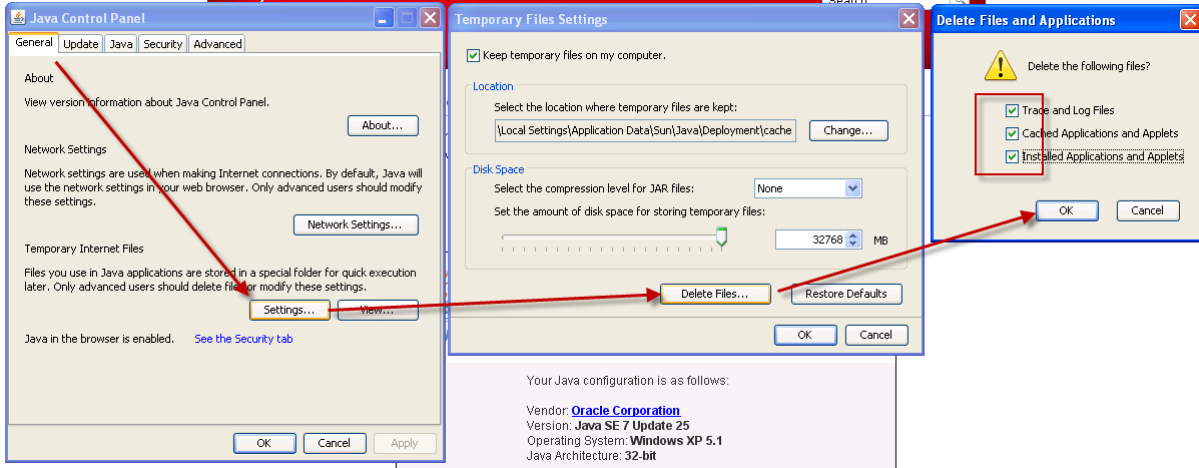 Java Control Panel
General
Update
Java
Security
Advanced
About
View version information about Java Control Panel.
About...
Network Settings
Network settings are used when making Internet connections. By default, Java will
use the network settings in your web browser. Only advanced users should modify
these settings.
Network Settings...
Temporary Internet Files
Files you use in Java applications are stored in a special folder for quick execution
later. Only advanced users should delete files or modify these settings.
Settings...
View...
Java in the browser is enabled. See the Security tab
OK
Cancel
Apply
Temporary Files Settings
Keep temporary files on my computer.
Location
Select the location where temporary files are kept:
\Local Settings\Application Data\Sun\Java\Deployment\cache
Change...
Disk Space
Select the compression level for JAR files:
None
Set the amount of disk space for storing temporary files:
32768 MB
Delete Files...
Restore Defaults
OK
Cancel
Delete Files and Applications
Delete the following files?
Trace and Log Files
Cached Applications and Applets
Installed Applications and Applets
OK
Cancel
Your Java configuration is as follows:
Vendor: Oracle Corporation
Version: Java SE 7 Update 25
Operating System: Windows XP 5.1
Java Architecture: 32-bit